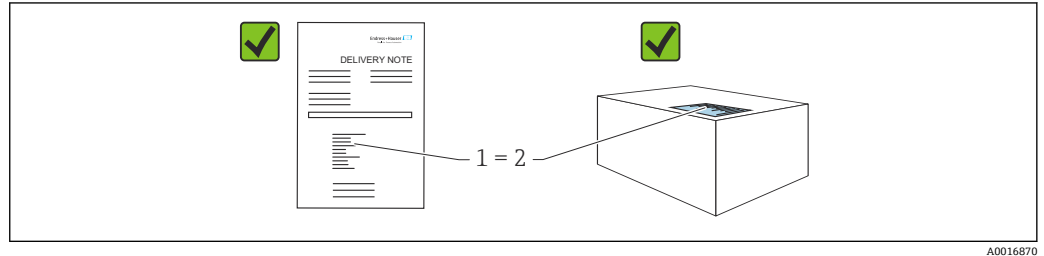 Endress+Hauser
DELIVERY NOTE
1 = 2
A0016870